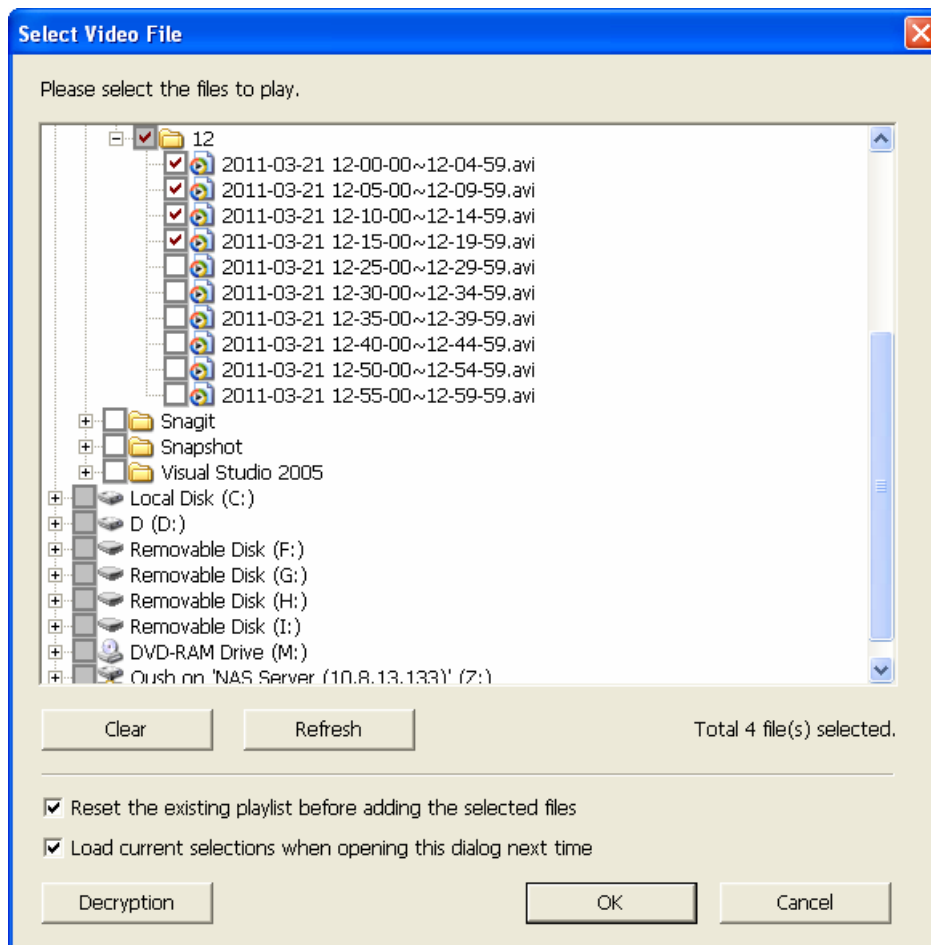 Select Video File
Please select the files to play.
12
2011-03-21 12-00-00~12-04-59.avi
2011-03-21 12-05-00~12-09-59.avi
2011-03-21 12-10-00~12-14-59.avi
2011-03-21 12-15-00~12-19-59.avi
2011-03-21 12-25-00~12-29-59.avi
2011-03-21 12-30-00~12-34-59.avi
2011-03-21 12-35-00~12-39-59.avi
2011-03-21 12-40-00~12-44-59.avi
2011-03-21 12-50-00~12-54-59.avi
2011-03-21 12-55-00~12-59-59.avi
Snagit
Snapshot
Visual Studio 2005
Local Disk (C:)
D (D:)
Removable Disk (F:)
Removable Disk (G:)
Removable Disk (H:)
Removable Disk (I:)
DVD-RAM Drive (M:)
Oush on 'NAS Server (10.8.13.133)' (Z:)
Clear Refresh Total 4 file(s) selected.
Reset the existing playlist before adding the selected files
Load current selections when opening this dialog next time
Decryption OK Cancel